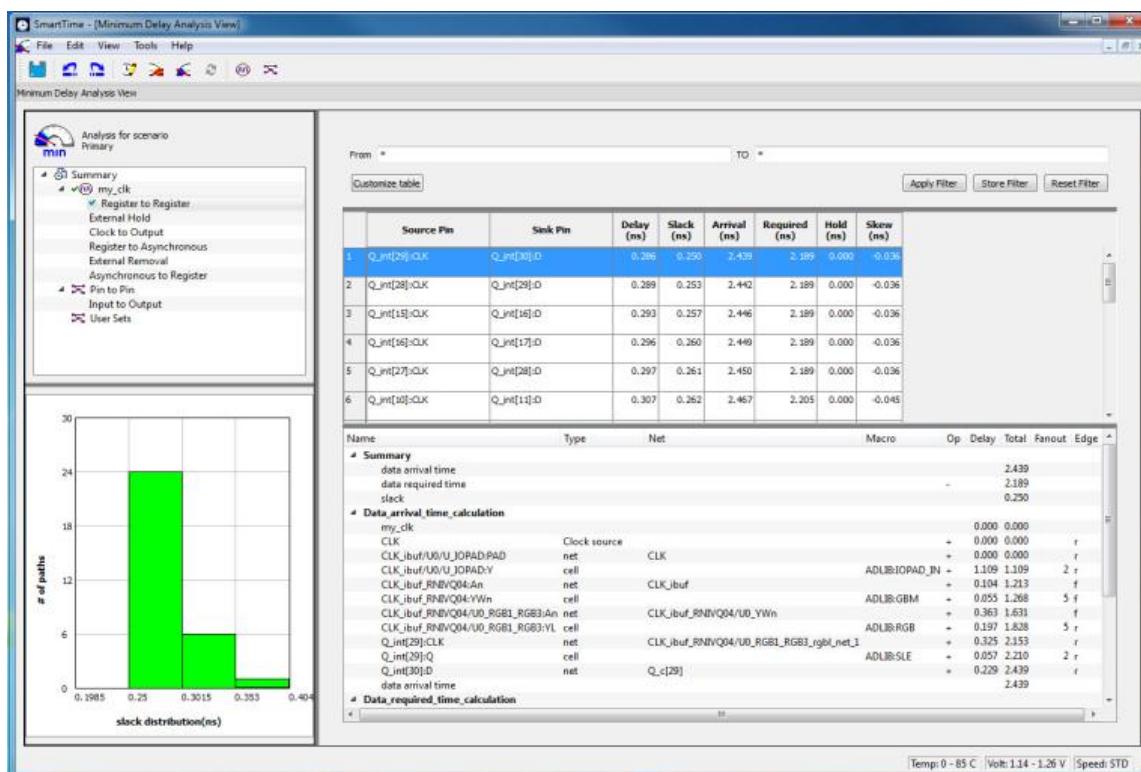 SmartTime - [Minimum Delay Analysis View]
File Edit View Tools Help
Minimum Delay Analysis View
Analysis for scenario
Primary
min
Summary
my_clk
Register to Register
External Hold
Clock to Output
Register to Asynchronous
External Removal
Asynchronous to Register
Pin to Pin
Input to Output
User Sets
From * TO *
Customize table Apply Filter Store Filter Reset Filter
Source Pin Sink Pin Delay (ns) Slack (ns) Arrival (ns) Required (ns) Hold (ns) Skew (ns)
1 Q_int[29]:CLK Q_int[30]:D 0.286 0.250 2.439 2.189 0.000 -0.036
2 Q_int[28]:CLK Q_int[29]:D 0.289 0.253 2.442 2.189 0.000 -0.036
3 Q_int[15]:CLK Q_int[16]:D 0.293 0.257 2.446 2.189 0.000 -0.036
4 Q_int[16]:CLK Q_int[17]:D 0.296 0.260 2.449 2.189 0.000 -0.036
5 Q_int[27]:CLK Q_int[28]:D 0.297 0.261 2.450 2.189 0.000 -0.036
6 Q_int[10]:CLK Q_int[11]:D 0.307 0.262 2.467 2.205 0.000 -0.045
Name Type Net Macro Op Delay Total Fanout Edge
Summary
data arrival time 2.439
data required time - 2.189
slack 0.250
Data_arrival_time_calculation
my_clk 0.000 0.000
CLK Clock source + 0.000 0.000 r
CLK_ibuf/U0/U_IOPAD:PAD net CLK + 0.000 0.000 r
CLK_ibuf/U0/U_IOPAD:Y cell ADLIB:IOPAD_IN + 1.109 1.109 2 r
CLK_ibuf_RNIVQ04:An net CLK_ibuf + 0.104 1.213 f
CLK_ibuf_RNIVQ04:YWn cell ADLIB:GBM + 0.055 1.268 5 f
CLK_ibuf_RNIVQ04/U0_RGB1_RGB3:An net CLK_ibuf_RNIVQ04/U0_YWn + 0.363 1.631 f
CLK_ibuf_RNIVQ04/U0_RGB1_RGB3:YL cell ADLIB:RGB + 0.197 1.828 5 r
Q_int[29]:CLK net CLK_ibuf_RNIVQ04/U0_RGB1_RGB3_rgbl_net_1 + 0.325 2.153 r
Q_int[29]:Q cell ADLIB:SLE + 0.057 2.210 2 r
Q_int[30]:D net Q_c[29] + 0.229 2.439 r
data arrival time 2.439
Data_required_time_calculation
# of paths
30
24
18
12
6
0
0.1985 0.25 0.3015 0.353 0.404
slack distribution(ns)
Temp: 0 - 85 C Volt: 1.14 - 1.26 V Speed: STD